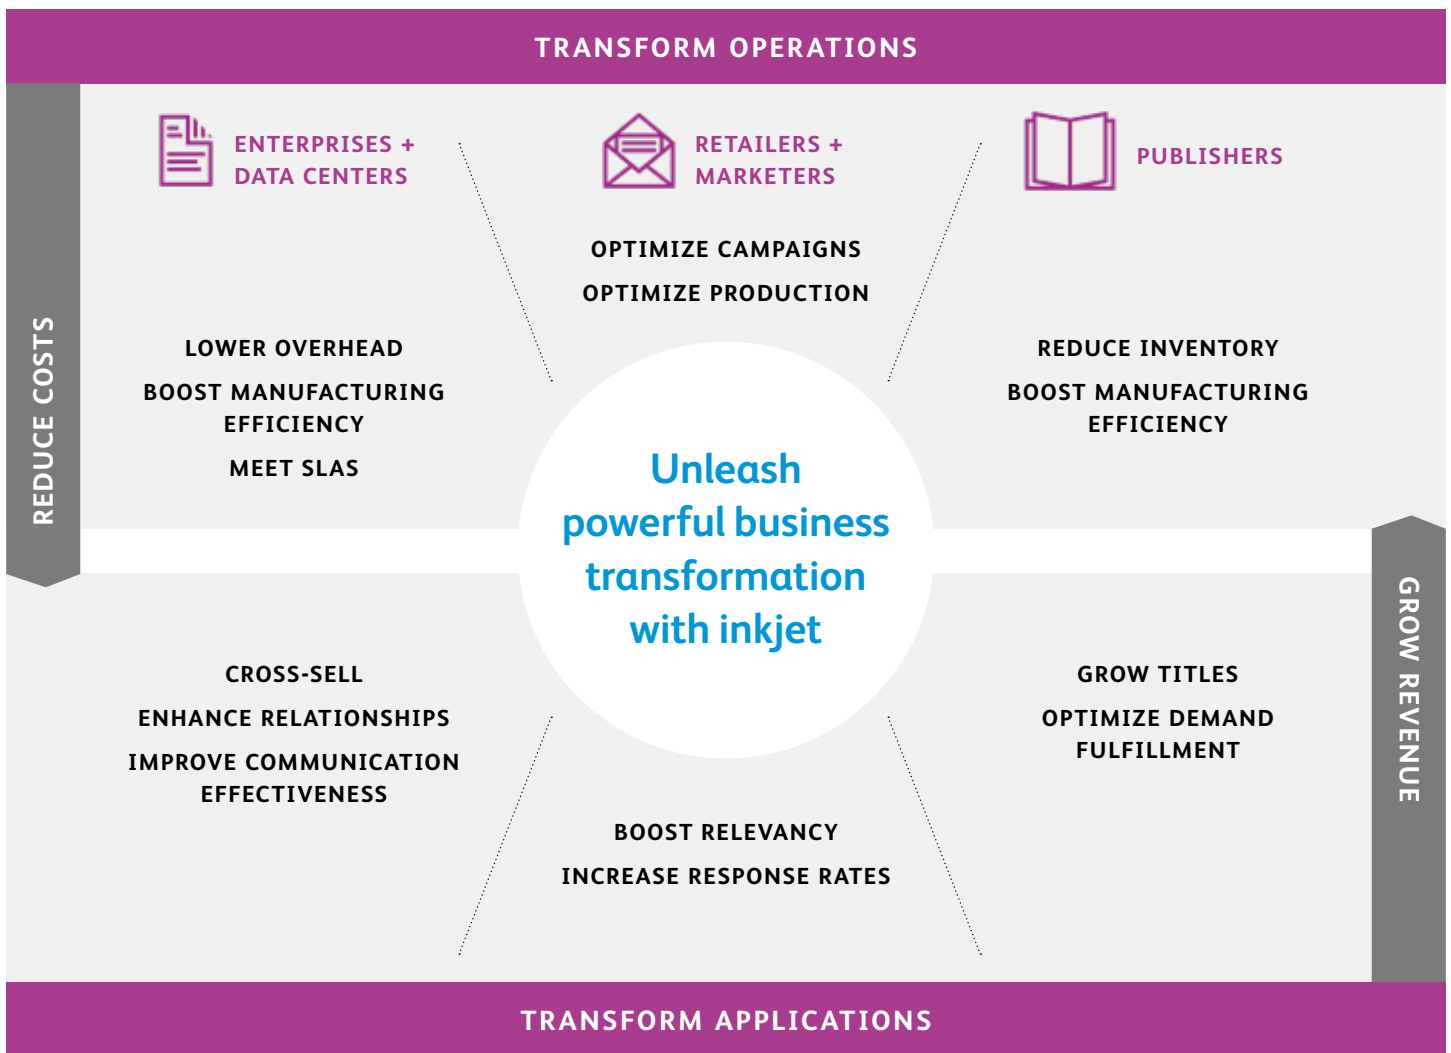 TRANSFORM OPERATIONS
ENTERPRISES +
DATA CENTERS
RETAILERS +
MARKETERS
PUBLISHERS
OPTIMIZE CAMPAIGNS
OPTIMIZE PRODUCTION
REDUCE COSTS
LOWER OVERHEAD
BOOST MANUFACTURING
EFFICIENCY
MEET SLAS
REDUCE INVENTORY
BOOST MANUFACTURING
EFFICIENCY
Unleash
powerful business
transformation
with inkjet
GROW REVENUE
CROSS-SELL
ENHANCE RELATIONSHIPS
IMPROVE COMMUNICATION
EFFECTIVENESS
BOOST RELEVANCY
INCREASE RESPONSE RATES
GROW TITLES
OPTIMIZE DEMAND
FULFILLMENT
TRANSFORM APPLICATIONS